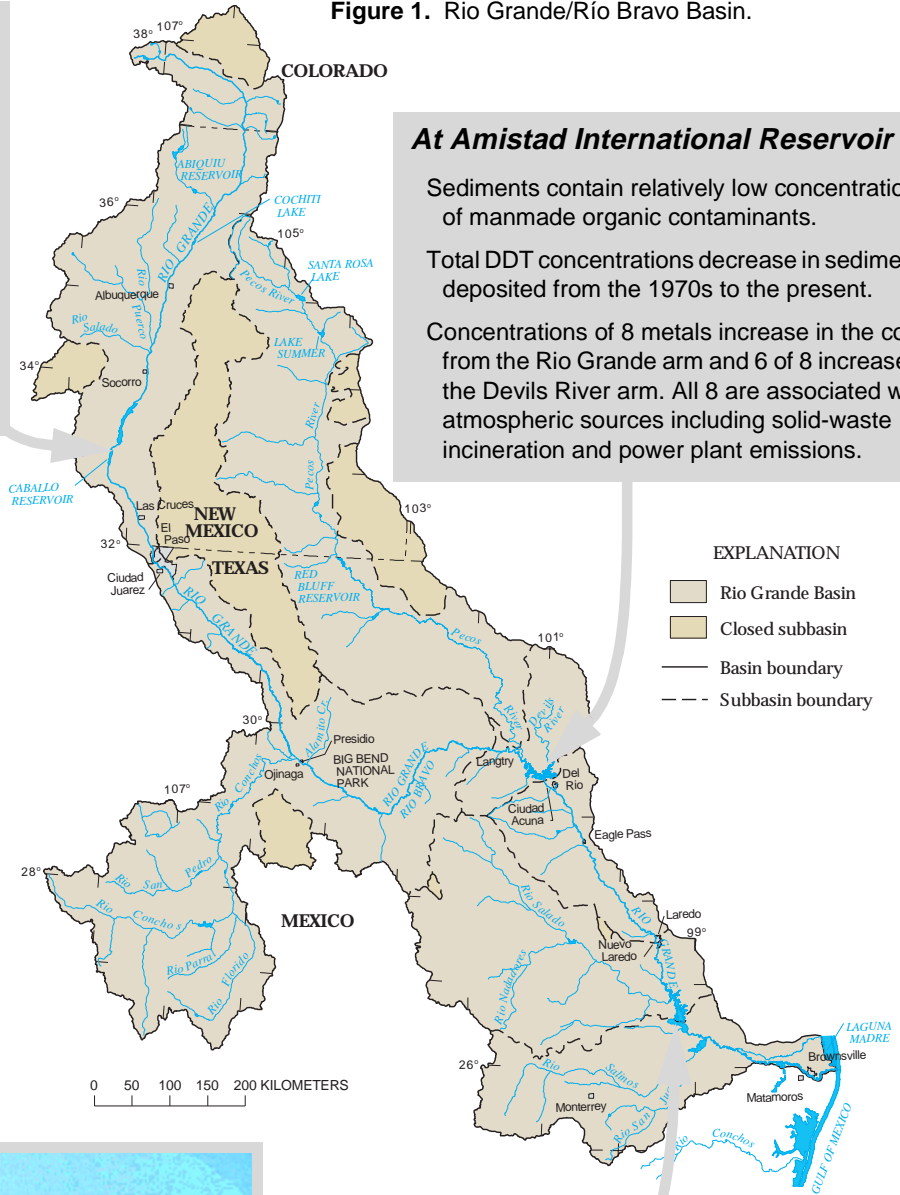 Figure 1. Rio Grande/Río Bravo Basin.
38°
107°
COLORADO
At Amistad International Reservoir
Sediments contain relatively low concentratio
of manmade organic contaminants.
Total DDT concentrations decrease in sedime
deposited from the 1970s to the present.
Concentrations of 8 metals increase in the co
from the Rio Grande arm and 6 of 8 increase
the Devils River arm. All 8 are associated w
atmospheric sources including solid-waste
incineration and power plant emissions.
ABIQUIU
RESERVOIR
36°
COCHITI
LAKE
RIO GRANDE
105°
SANTA ROSA
LAKE
Pecos River
Albuquerque
Rio
Puerco
Rio
Salado
LAKE
SUMNER
34°
Socorro
River
Pecos
CABALLO
RESERVOIR
Las Cruces
NEW
MEXICO
103°
El
Paso
32°
TEXAS
Ciudad
Juarez
RED
BLUFF
RESERVOIR
RIO GRANDE
EXPLANATION
Rio Grande Basin
Closed subbasin
Basin boundary
Subbasin boundary
Pecos
101°
River
Devils
River
30°
Alamito Cr
Presidio
BIG BEND
NATIONAL
PARK
Ojinaga
Rio Conchos
RIO GRANDE
RIO BRAVO
Langtry
Del
Rio
Ciudad
Acuna
107°
Eagle Pass
28°
Rio San Pedro
Rio Conchos
MEXICO
Rio Salado
Laredo
99°
RIO GRANDE
Nuevo
Laredo
Rio Parral
Rio Florido
Rio Nadadores
LAGUNA
MADRE
26°
Brownsville
Rio Salmos
Matamoros
0 50 100 150 200 KILOMETERS
Monterrey
Rio San Ju
Rio Conchos
GULF OF MEXICO